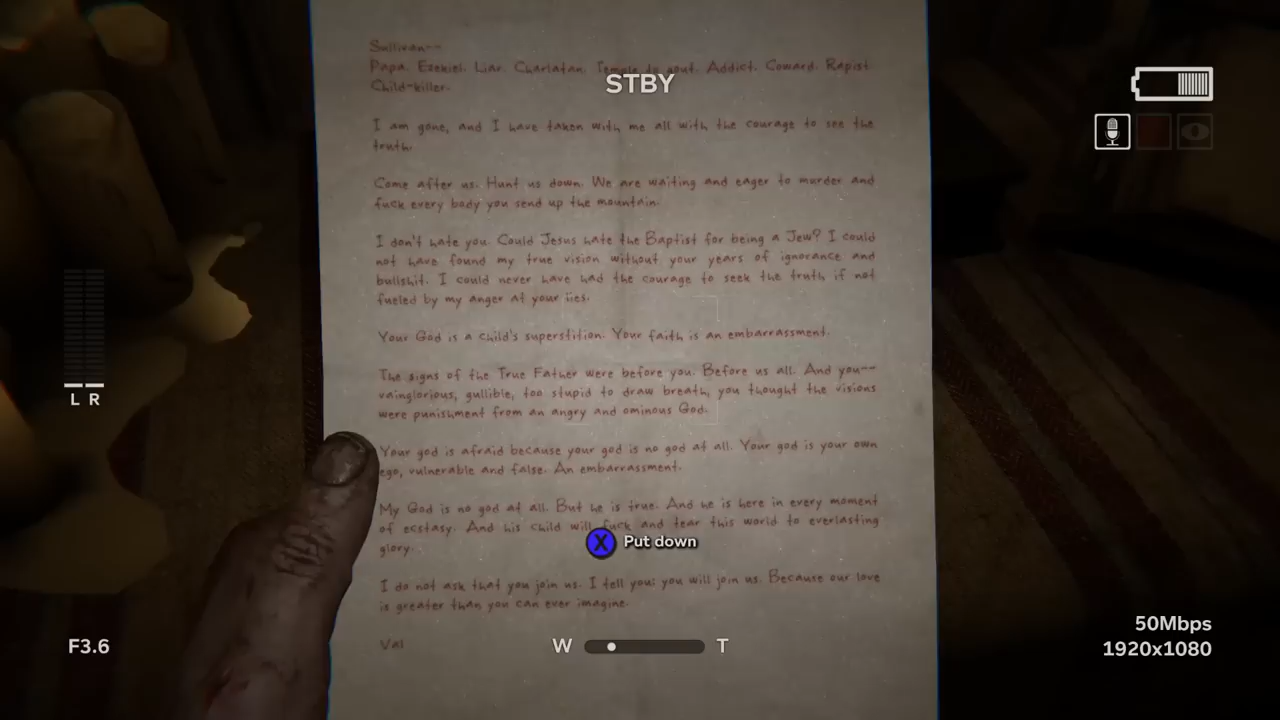 Sullivan--
Papa. Ezekiel. Liar. Charlatan. Temple to gout. Addict. Coward. Rapist.
Child-killer.
STBY
I am gone, and I have taken with me all with the courage to see the
truth.
Come after us. Hunt us down. We are waiting and eager to murder and
fuck every body you send up the mountain.
I don't hate you. Could Jesus hate the Baptist for being a Jew? I could
not have found my true vision without your years of ignorance and
bullshit. I could never have had the courage to seek the truth if not
fueled by my anger at your lies.
Your God is a child's superstition. Your faith is an embarrassment.
The signs of the True Father were before you. Before us all. And you--
vainglorious, gullible, too stupid to draw breath, you thought the visions
were punishment from an angry and ominous God.
L R
Your god is afraid because your god is no god at all. Your god is your own
ego, vulnerable and false. An embarrassment.
My God is no god at all. But he is true. And he is here in every moment
of ecstasy. And his child will fuck and tear this world to everlasting
glory.
X Put down
I do not ask that you join us. I tell you: you will join us. Because our love
is greater than you can ever imagine.
Val
F3.6
W T
50Mbps
1920x1080